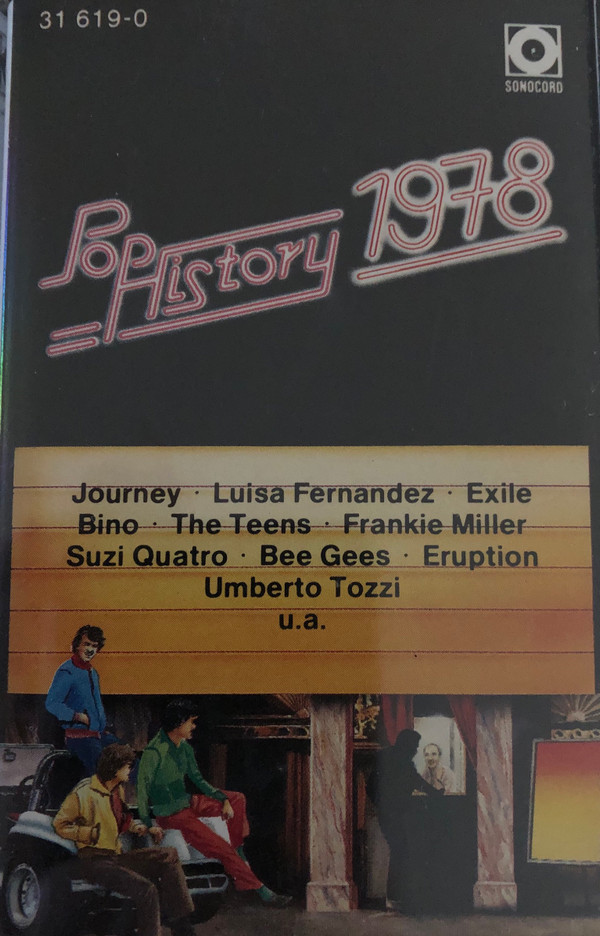 31 619-0
SONOCORD
Pop History 1978
Journey · Luisa Fernandez · Exile
Bino · The Teens · Frankie Miller
Suzi Quatro · Bee Gees · Eruption
Umberto Tozzi
u.a.